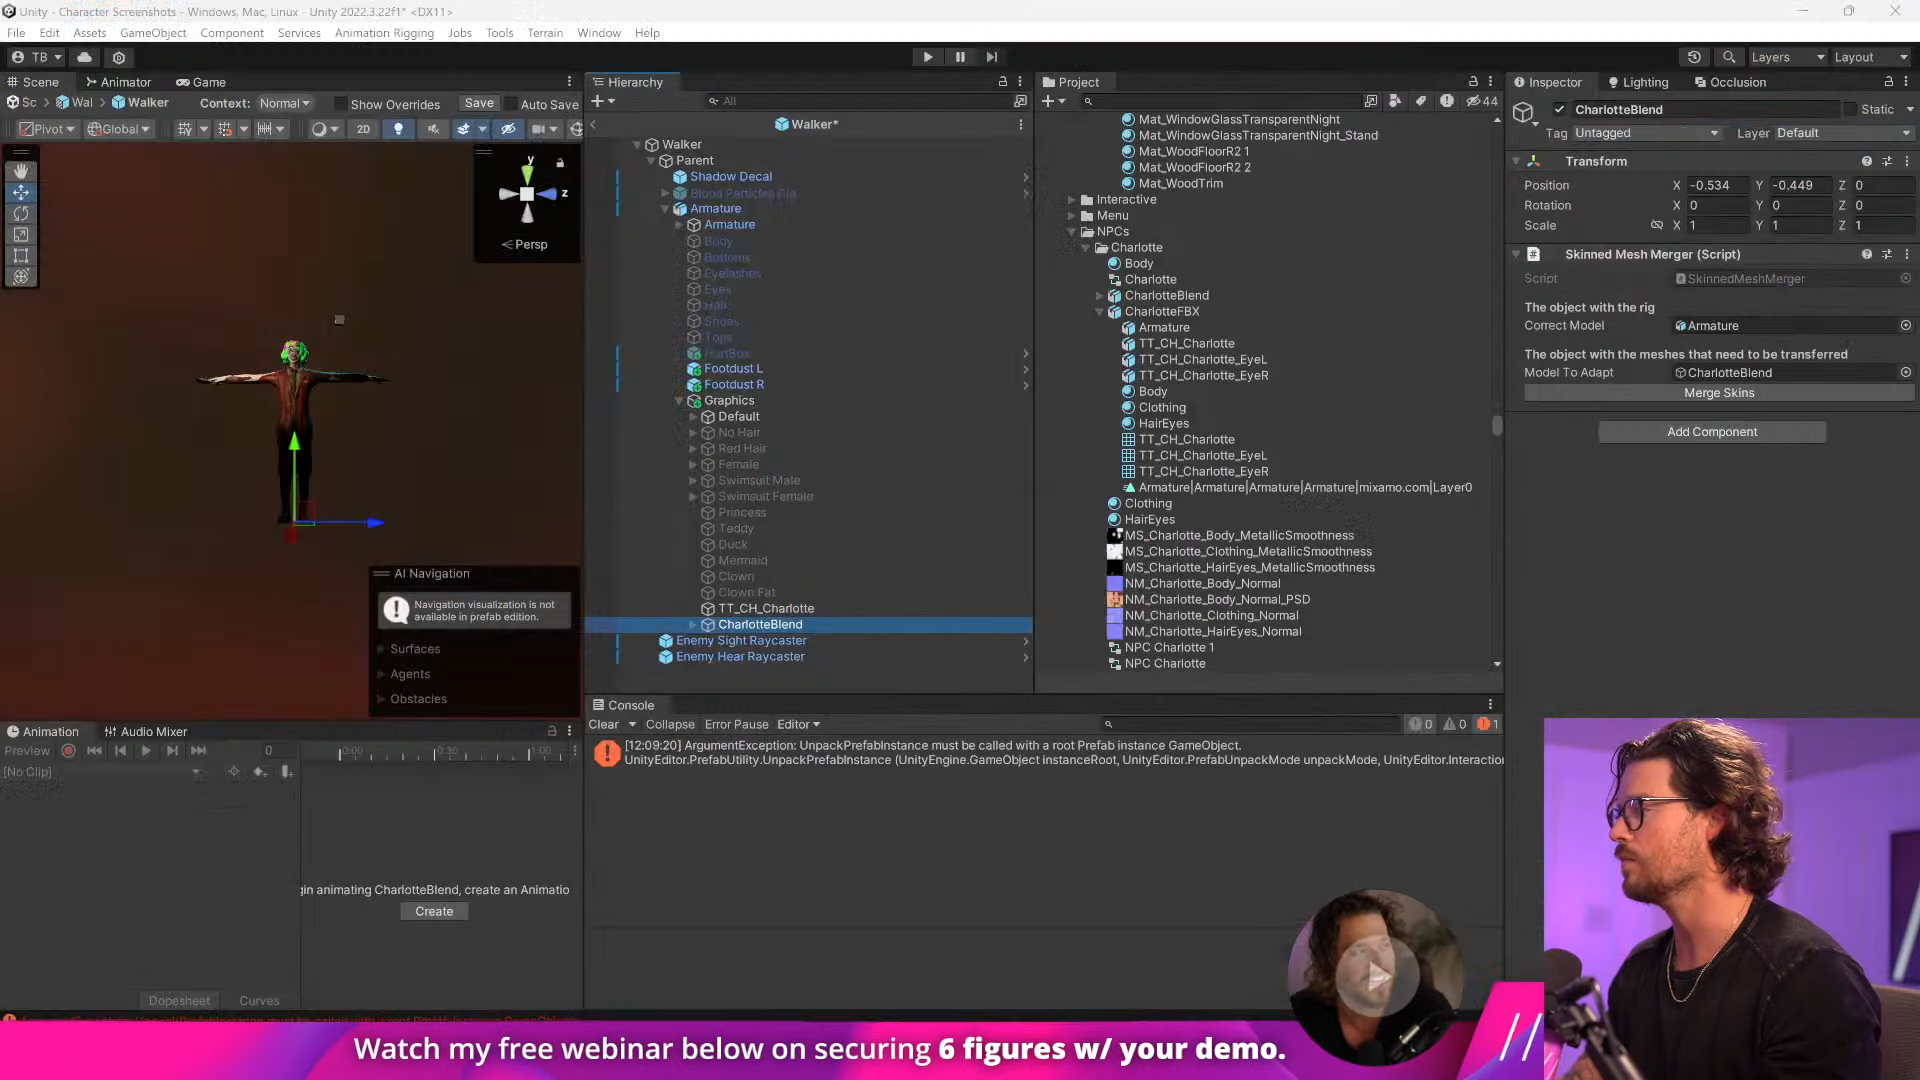 Unity - Character Screenshots - Windows, Mac, Linux - Unity 2022.3.22f1* <DX11>
File Edit Assets GameObject Component Services Animation Rigging Jobs Tools Terrain Window Help
TB
Layers Layout
Scene Animator Game
Sc Wal Walker Context: Normal Show Overrides Save Auto Save
Pivot Global 2D
y
z
Persp
AI Navigation
Navigation visualization is not
available in prefab edition.
Surfaces
Agents
Obstacles
Hierarchy
All
Walker*
Walker
Parent
Shadow Decal
Blood Particles Dia
Armature
Armature
Body
Bottoms
Eyelashes
Eyes
Hair
Shoes
Tops
HurtBox
Footdust L
Footdust R
Graphics
Default
No Hair
Red Hair
Female
Swimsuit Male
Swimsuit Female
Princess
Teddy
Duck
Mermaid
Clown
Clown Fat
TT_CH_Charlotte
CharlotteBlend
Enemy Sight Raycaster
Enemy Hear Raycaster
Project
44
Mat_WindowGlassTransparentNight
Mat_WindowGlassTransparentNight_Stand
Mat_WoodFloorR2 1
Mat_WoodFloorR2 2
Mat_WoodTrim
Interactive
Menu
NPCs
Charlotte
Body
Charlotte
CharlotteBlend
CharlotteFBX
Armature
TT_CH_Charlotte
TT_CH_Charlotte_EyeL
TT_CH_Charlotte_EyeR
Body
Clothing
HairEyes
TT_CH_Charlotte
TT_CH_Charlotte_EyeL
TT_CH_Charlotte_EyeR
Armature|Armature|Armature|Armature|mixamo.com|Layer0
Clothing
HairEyes
MS_Charlotte_Body_MetallicSmoothness
MS_Charlotte_Clothing_MetallicSmoothness
MS_Charlotte_HairEyes_MetallicSmoothness
NM_Charlotte_Body_Normal
NM_Charlotte_Body_Normal_PSD
NM_Charlotte_Clothing_Normal
NM_Charlotte_HairEyes_Normal
NPC Charlotte 1
NPC Charlotte
Inspector Lighting Occlusion
CharlotteBlend Static
Tag Untagged Layer Default
Transform
Position X -0.534 Y -0.449 Z 0
Rotation X 0 Y 0 Z 0
Scale X 1 Y 1 Z 1
Skinned Mesh Merger (Script)
Script SkinnedMeshMerger
The object with the rig
Correct Model Armature
The object with the meshes that need to be transferred
Model To Adapt CharlotteBlend
Merge Skins
Add Component
Animation Audio Mixer
Preview 0 0:00 0:30 1:00
[No Clip]
gin animating CharlotteBlend, create an Animatio
Create
Dopesheet Curves
Console
Clear Collapse Error Pause Editor 0 0 1
[12:09:20] ArgumentException: UnpackPrefabInstance must be called with a root Prefab instance GameObject.
UnityEditor.PrefabUtility.UnpackPrefabInstance (UnityEngine.GameObject instanceRoot, UnityEditor.PrefabUnpackMode unpackMode, UnityEditor.Interaction
Watch my free webinar below on securing 6 figures w/ your demo.
//